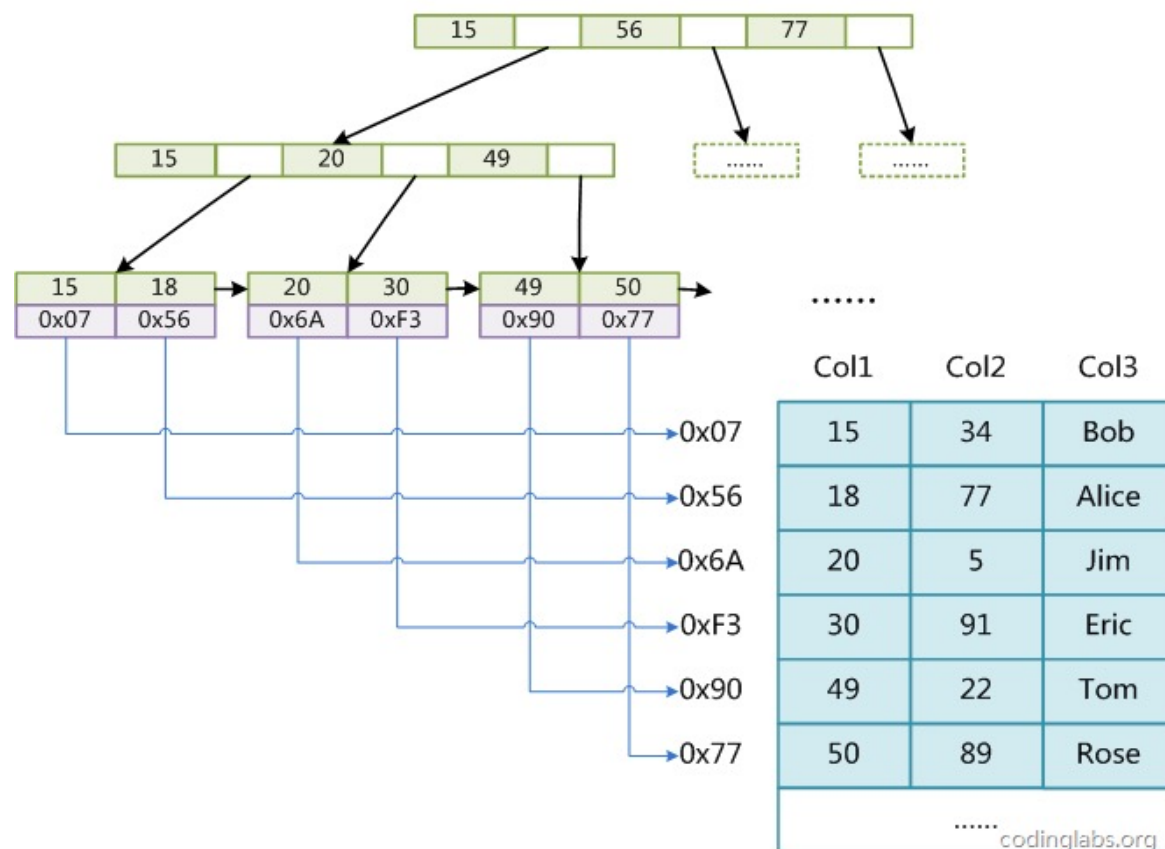 15 56 77
15 20 49
...... ......
15 18 20 30 49 50
0x07 0x56 0x6A 0xF3 0x90 0x77
......
Col1 Col2 Col3
0x07 15 34 Bob
0x56 18 77 Alice
0x6A 20 5 Jim
0xF3 30 91 Eric
0x90 49 22 Tom
0x77 50 89 Rose
......
codinglabs.org